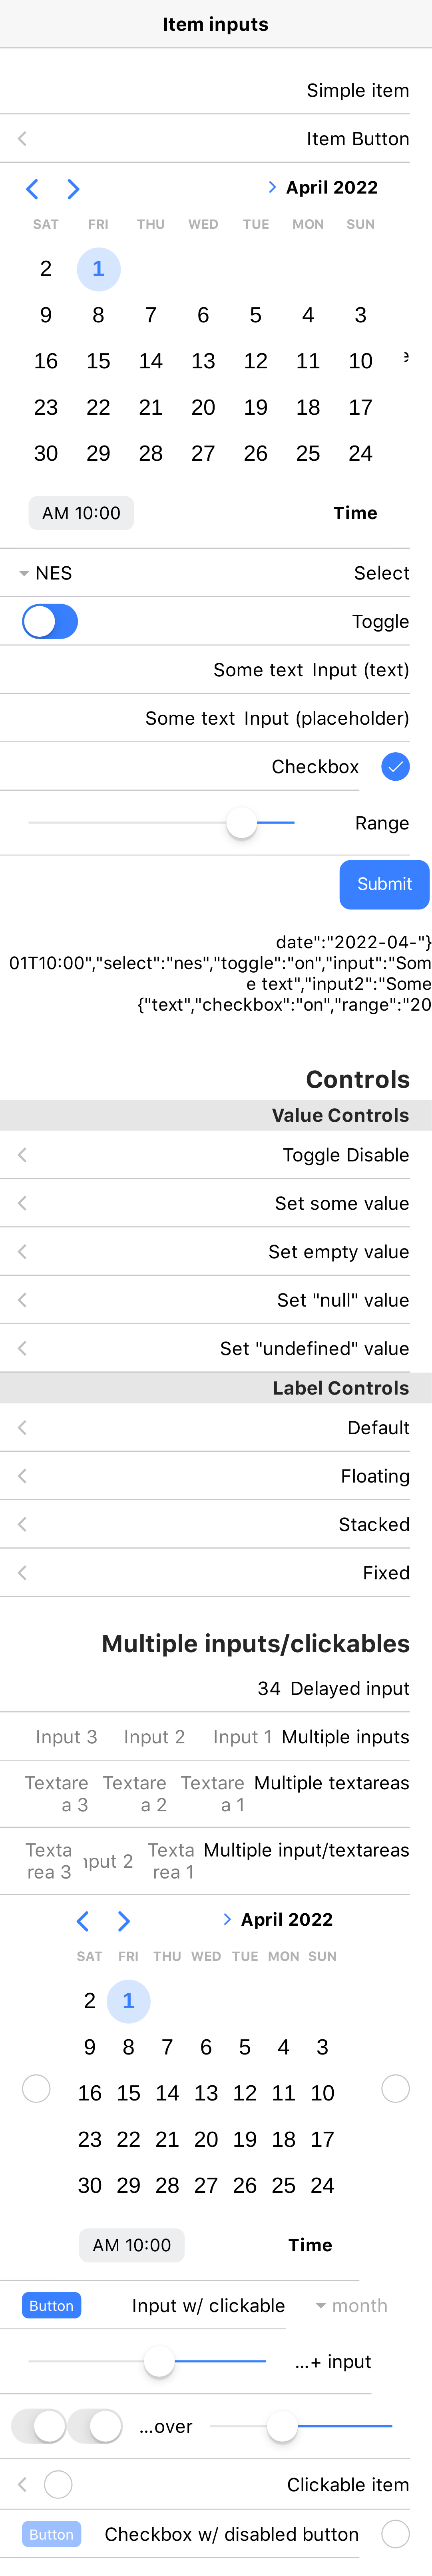 Item inputs
Simple item
Item Button
April 2022
SAT FRI THU WED TUE MON SUN
2 1
9 8 7 6 5 4 3
16 15 14 13 12 11 10
23 22 21 20 19 18 17
30 29 28 27 26 25 24
AM 10:00 Time
NES Select
Toggle
Some text Input (text)
Some text Input (placeholder)
Checkbox
Range
Submit
date":"2022-04-"}
01T10:00","select":"nes","toggle":"on","input":"Som
e text","input2":"Some
{"text","checkbox":"on","range":"20
Controls
Value Controls
Toggle Disable
Set some value
Set empty value
Set "null" value
Set "undefined" value
Label Controls
Default
Floating
Stacked
Fixed
Multiple inputs/clickables
34 Delayed input
Input 3 Input 2 Input 1 Multiple inputs
Textare Textare Textare Multiple textareas
a 3 a 2 a 1
Texta Texta Multiple input/textareas
rea 3 nput 2 rea 1
April 2022
SAT FRI THU WED TUE MON SUN
2 1
9 8 7 6 5 4 3
16 15 14 13 12 11 10
23 22 21 20 19 18 17
30 29 28 27 26 25 24
AM 10:00 Time
Button Input w/ clickable month
...+ input
...over
Clickable item
Button Checkbox w/ disabled button